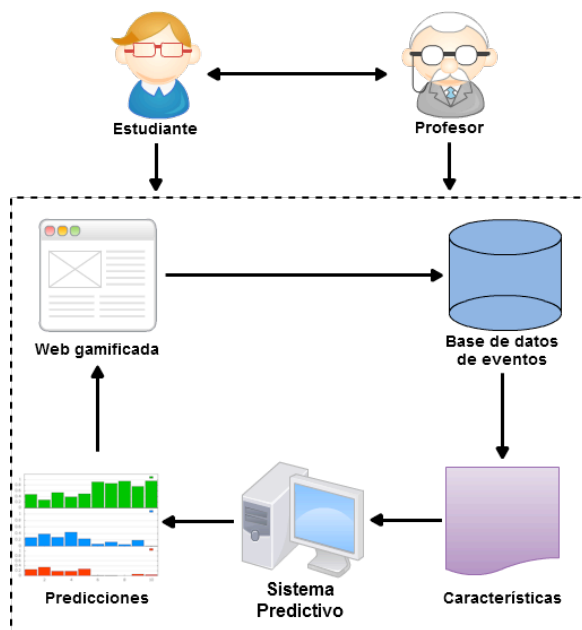 Estudiante
Profesor
Web gamificada
Base de datos
de eventos
Predicciones
Sistema
Predictivo
Características